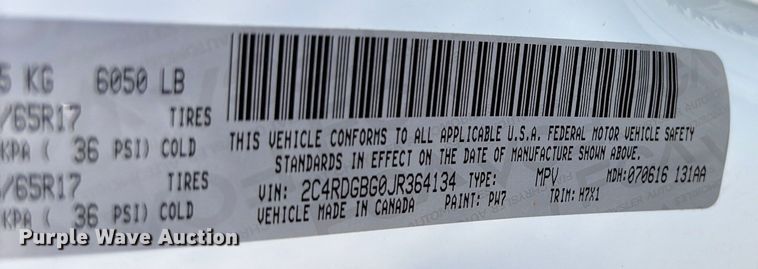 5 KG 6050 LB
/65R17 TIRES
KPA ( 36 PSI) COLD
/65R17 TIRES
KPA ( 36 PSI) COLD
THIS VEHICLE CONFORMS TO ALL APPLICABLE U.S.A. FEDERAL MOTOR VEHICLE SAFETY
STANDARDS IN EFFECT ON THE DATE OF MANUFACTURE SHOWN ABOVE.
VIN: 2C4RDGBG0JR364134 TYPE: MPV MDH:070616 131AA
VEHICLE MADE IN CANADA PAINT: PW7 TRIM: H7X1
Purple Wave Auction